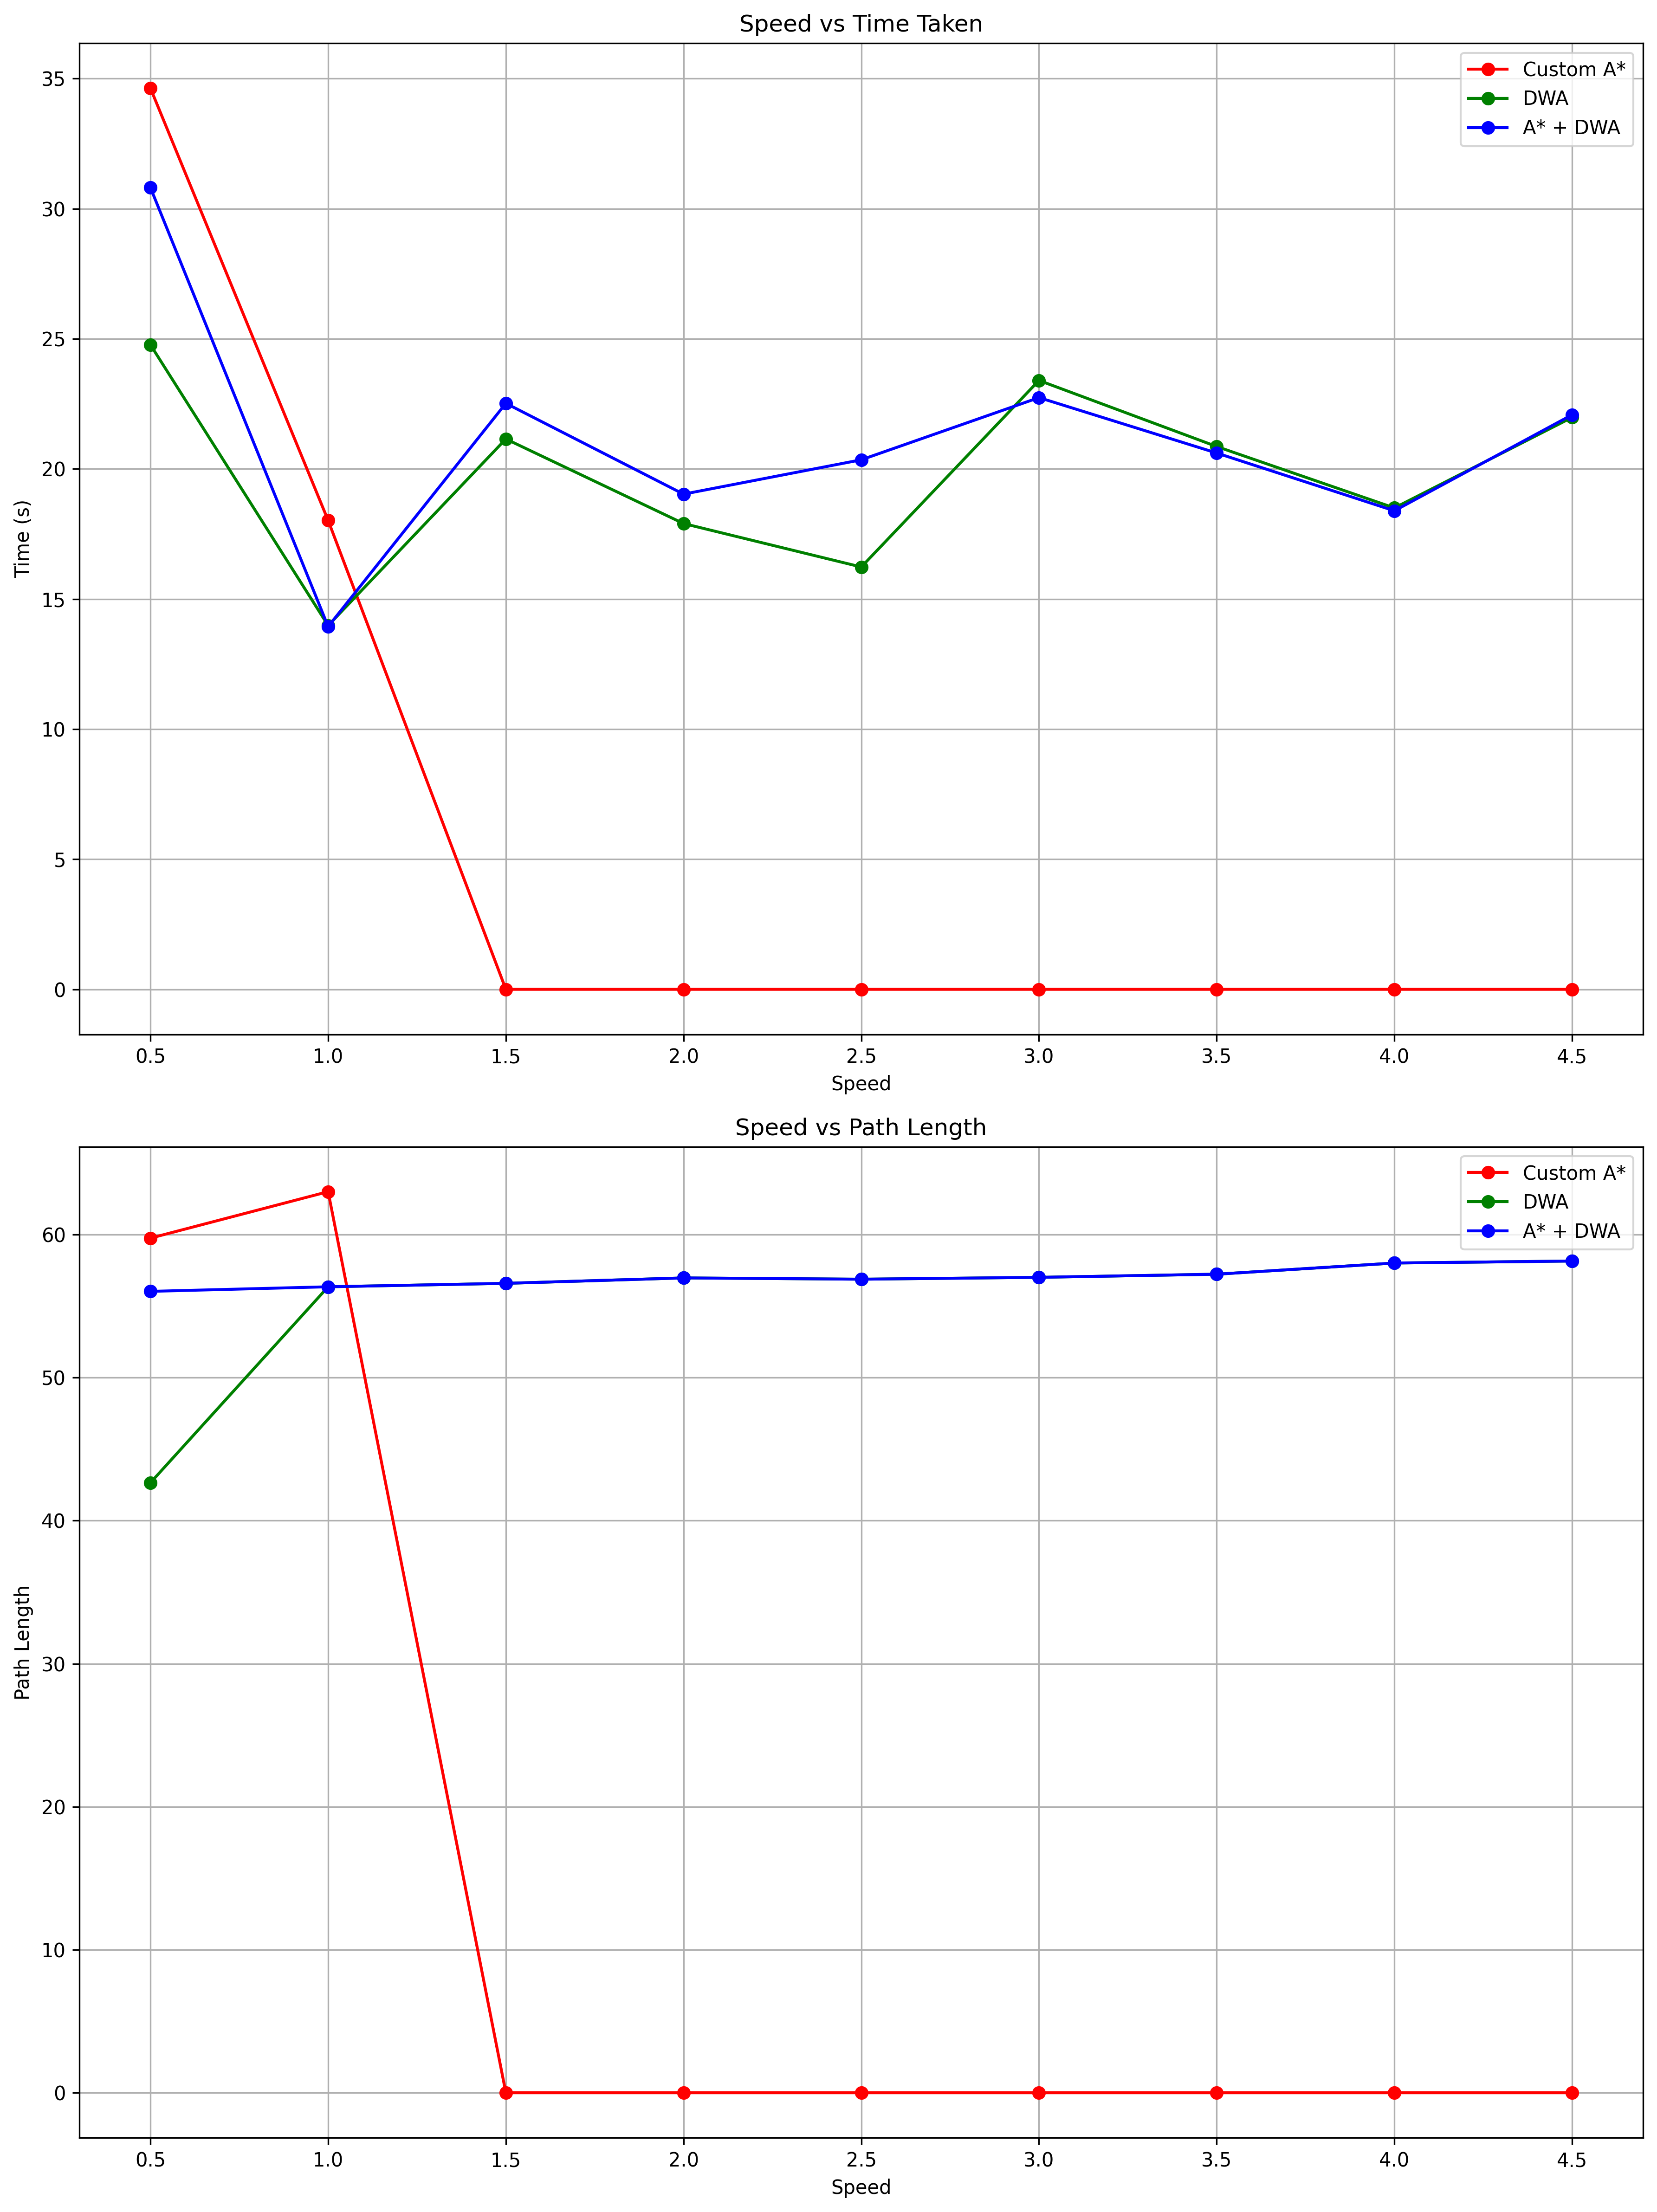 Speed vs Time Taken
Custom A*
DWA
A* + DWA
35
30
25
20
15
10
5
0
Time (s)
0.5 1.0 1.5 2.0 2.5 3.0 3.5 4.0 4.5
Speed
Speed vs Path Length
Custom A*
DWA
A* + DWA
60
50
40
30
20
10
0
Path Length
0.5 1.0 1.5 2.0 2.5 3.0 3.5 4.0 4.5
Speed